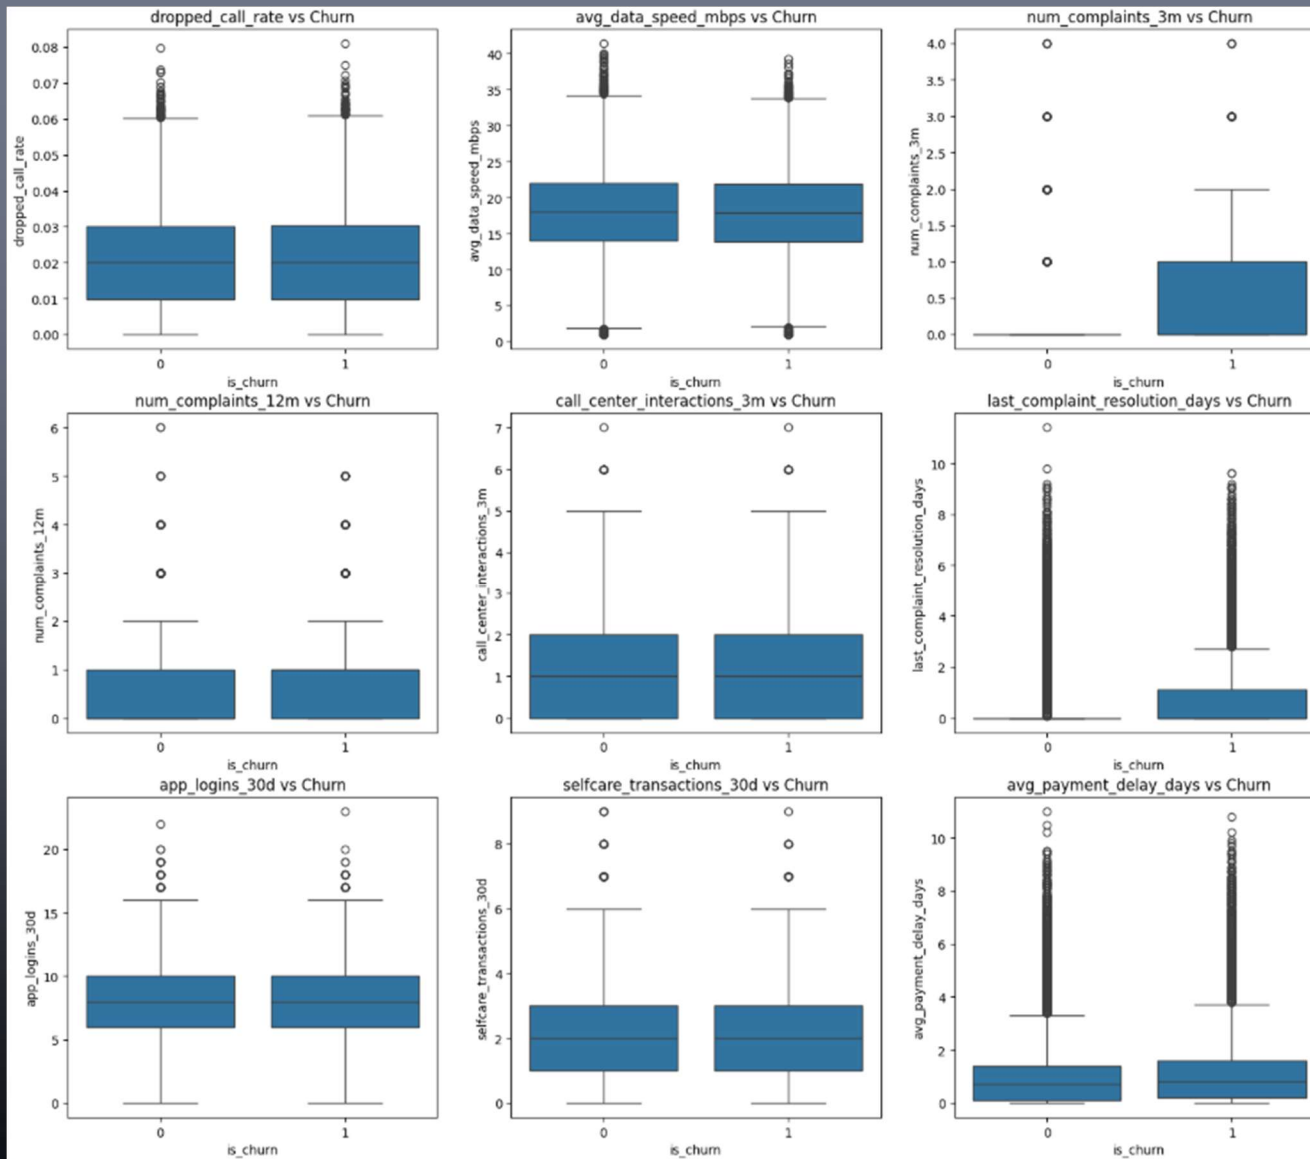 dropped_call_rate vs Churn
avg_data_speed_mbps vs Churn
num_complaints_3m vs Churn
dropped_call_rate
0.08
0.07
0.06
0.05
0.04
0.03
0.02
0.01
0.00
0 1
is_churn
avg_data_speed_mbps
40
35
30
25
20
15
10
5
0
0 1
is_churn
num_complaints_3m
4.0
3.5
3.0
2.5
2.0
1.5
1.0
0.5
0.0
0 1
is_churn
num_complaints_12m vs Churn
call_center_interactions_3m vs Churn
last_complaint_resolution_days vs Churn
num_complaints_12m
6
5
4
3
2
1
0
0 1
is_churn
call_center_interactions_3m
7
6
5
4
3
2
1
0
0 1
is_churn
last_complaint_resolution_days
10
8
6
4
2
0
0 1
is_churn
app_logins_30d vs Churn
selfcare_transactions_30d vs Churn
avg_payment_delay_days vs Churn
app_logins_30d
20
15
10
5
0
0 1
is_churn
selfcare_transactions_30d
8
6
4
2
0
0 1
is_churn
avg_payment_delay_days
10
8
6
4
2
0
0 1
is_churn